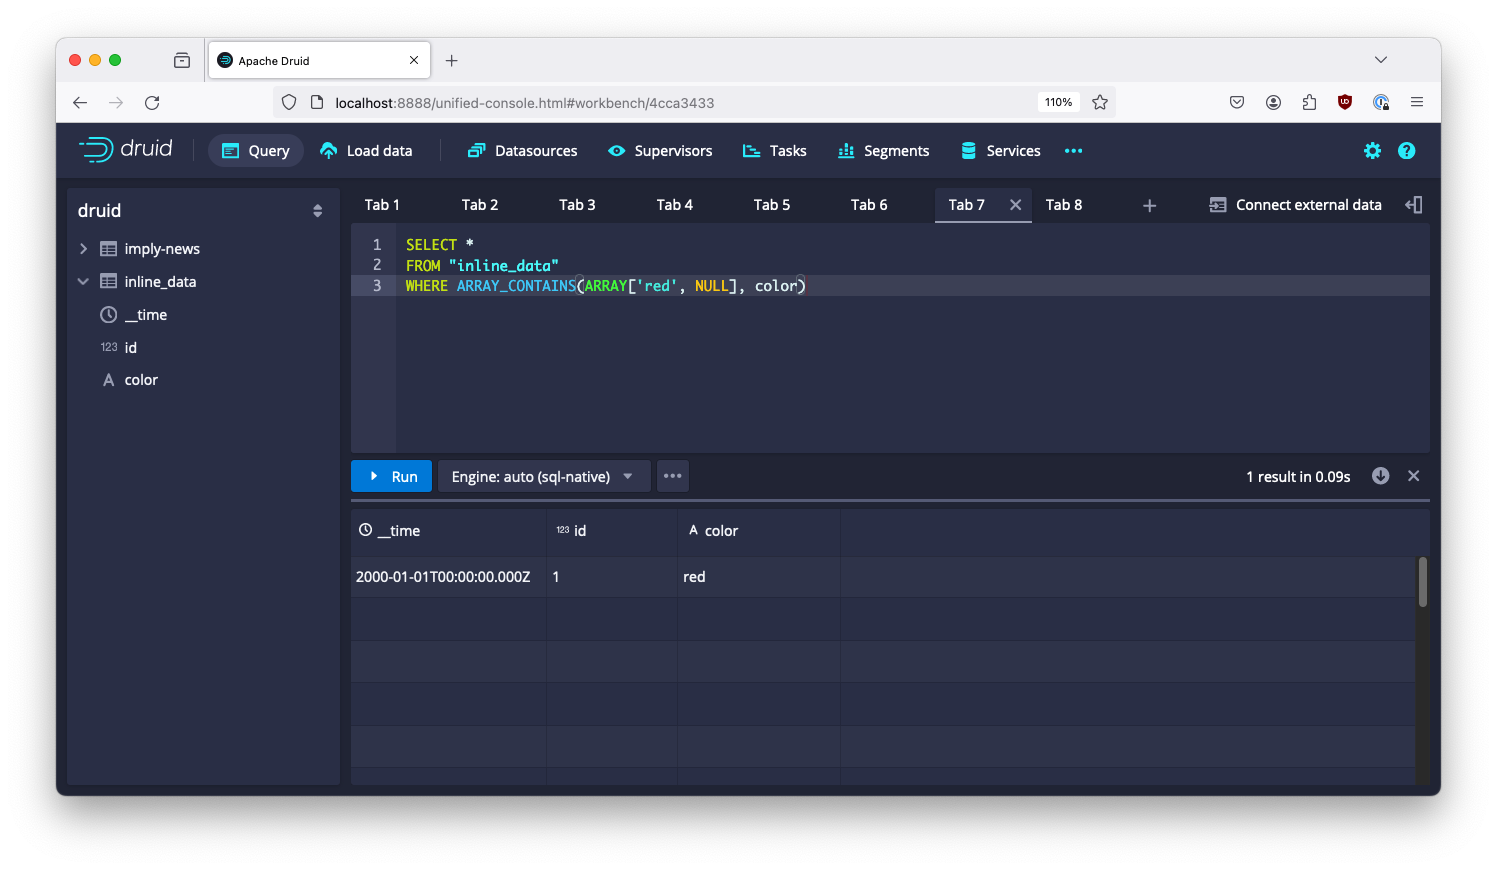 Apache Druid
localhost:8888/unified-console.html#workbench/4cca3433
110%
druid
Query
Load data
Datasources
Supervisors
Tasks
Segments
Services
druid
imply-news
inline_data
__time
123 id
A color
Tab 1
Tab 2
Tab 3
Tab 4
Tab 5
Tab 6
Tab 7
Tab 8
Connect external data
1 SELECT *
2 FROM "inline_data"
3 WHERE ARRAY_CONTAINS(ARRAY['red', NULL], color)
Run
Engine: auto (sql-native)
1 result in 0.09s
__time
123 id
A color
2000-01-01T00:00:00.000Z 1 red